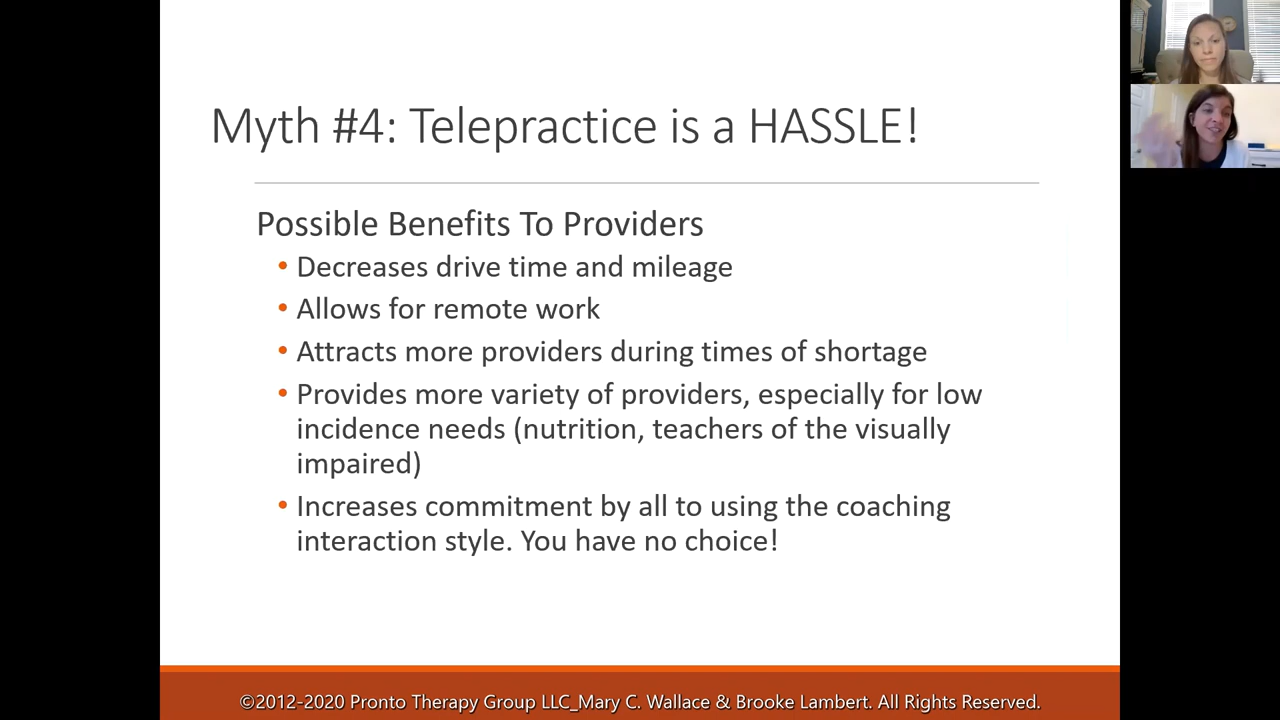 Myth #4: Telepractice is a HASSLE!
Possible Benefits To Providers
• Decreases drive time and mileage
• Allows for remote work
• Attracts more providers during times of shortage
• Provides more variety of providers, especially for low
incidence needs (nutrition, teachers of the visually
impaired)
• Increases commitment by all to using the coaching
interaction style. You have no choice!
©2012-2020 Pronto Therapy Group LLC_Mary C. Wallace & Brooke Lambert. All Rights Reserved.